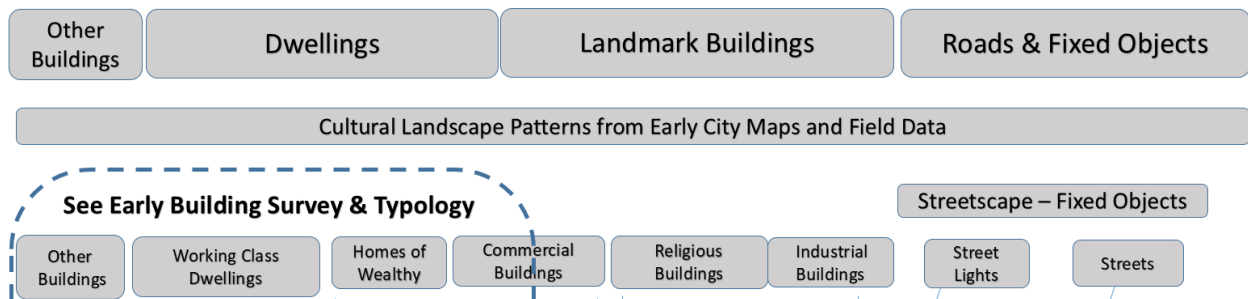 Other
Buildings
Dwellings
Landmark Buildings
Roads & Fixed Objects
Cultural Landscape Patterns from Early City Maps and Field Data
See Early Building Survey & Typology
Streetscape – Fixed Objects
Other
Buildings
Working Class
Dwellings
Homes of
Wealthy
Commercial
Buildings
Religious
Buildings
Industrial
Buildings
Street
Lights
Streets